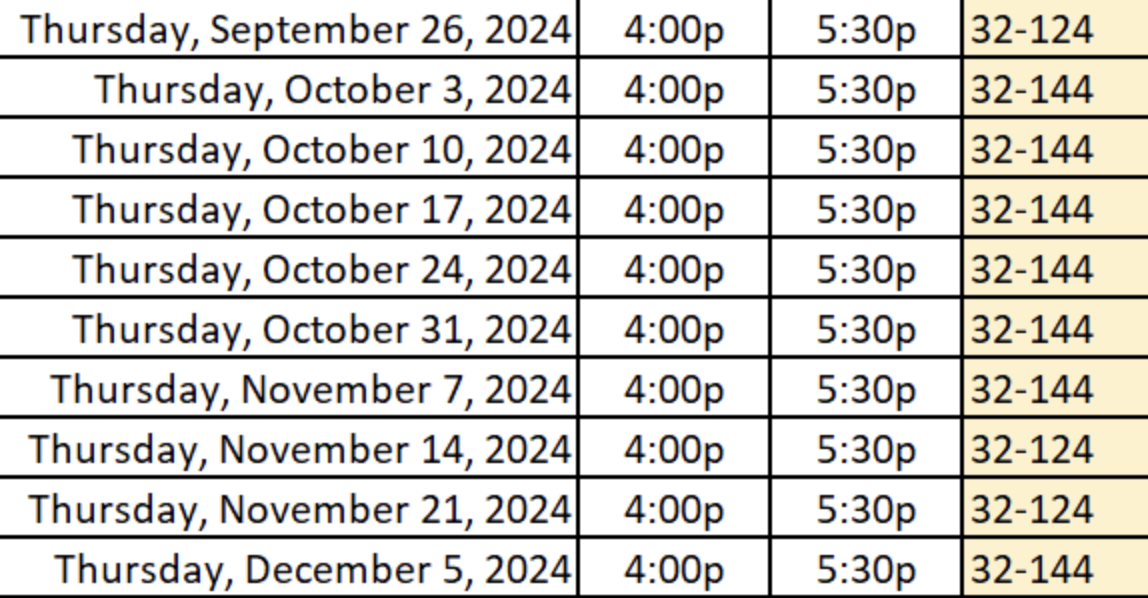 Thursday, September 26, 2024 4:00p 5:30p 32-124
Thursday, October 3, 2024 4:00p 5:30p 32-144
Thursday, October 10, 2024 4:00p 5:30p 32-144
Thursday, October 17, 2024 4:00p 5:30p 32-144
Thursday, October 24, 2024 4:00p 5:30p 32-144
Thursday, October 31, 2024 4:00p 5:30p 32-144
Thursday, November 7, 2024 4:00p 5:30p 32-144
Thursday, November 14, 2024 4:00p 5:30p 32-124
Thursday, November 21, 2024 4:00p 5:30p 32-124
Thursday, December 5, 2024 4:00p 5:30p 32-144